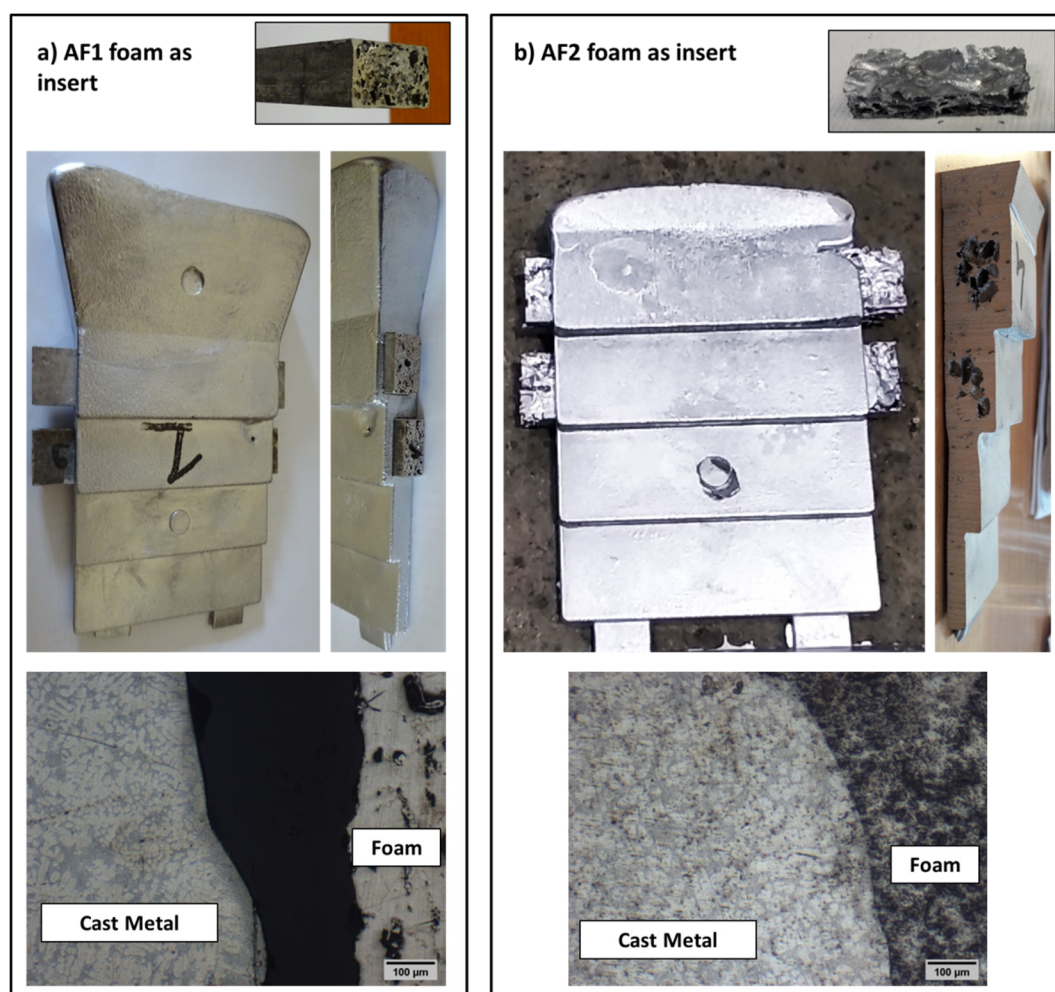 a) AF1 foam as
insert
b) AF2 foam as insert
1
Foam
Cast Metal
100 µm
Foam
Cast Metal
100 µm